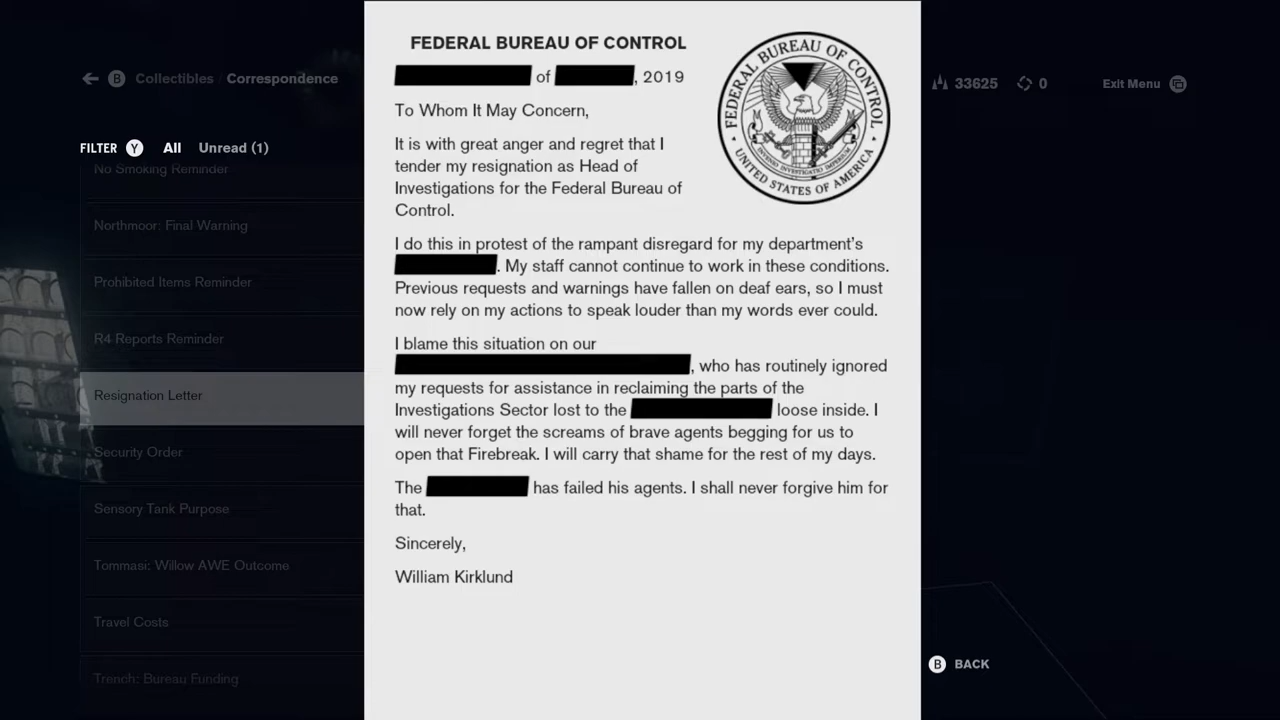 FEDERAL BUREAU OF CONTROL
of , 2019
To Whom It May Concern,
It is with great anger and regret that I
tender my resignation as Head of
Investigations for the Federal Bureau of
Control.
I do this in protest of the rampant disregard for my department's
. My staff cannot continue to work in these conditions.
Previous requests and warnings have fallen on deaf ears, so I must
now rely on my actions to speak louder than my words ever could.
I blame this situation on our
, who has routinely ignored
my requests for assistance in reclaiming the parts of the
Investigations Sector lost to the loose inside. I
will never forget the screams of brave agents begging for us to
open that Firebreak. I will carry that shame for the rest of my days.
The has failed his agents. I shall never forgive him for
that.
Sincerely,
William Kirklund
FEDERAL BUREAU OF CONTROL
UNITED STATES OF AMERICA
B Collectibles / Correspondence
FILTER Y All Unread (1)
No Smoking Reminder
Northmoor: Final Warning
Prohibited Items Reminder
R4 Reports Reminder
Resignation Letter
Security Order
Sensory Tank Purpose
Tommasi: Willow AWE Outcome
Travel Costs
Trench: Bureau Funding
33625 0 Exit Menu
B BACK